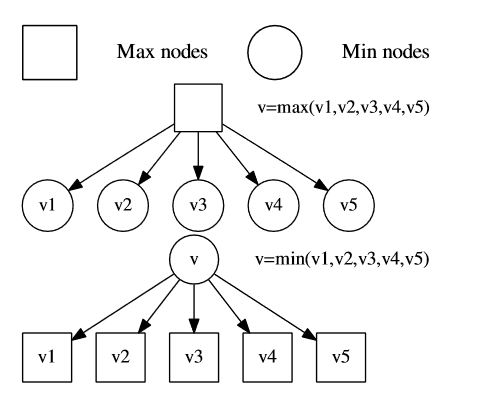 Max nodes Min nodes
v=max(v1,v2,v3,v4,v5)
v1 v2 v3 v4 v5
v v=min(v1,v2,v3,v4,v5)
v1 v2 v3 v4 v5